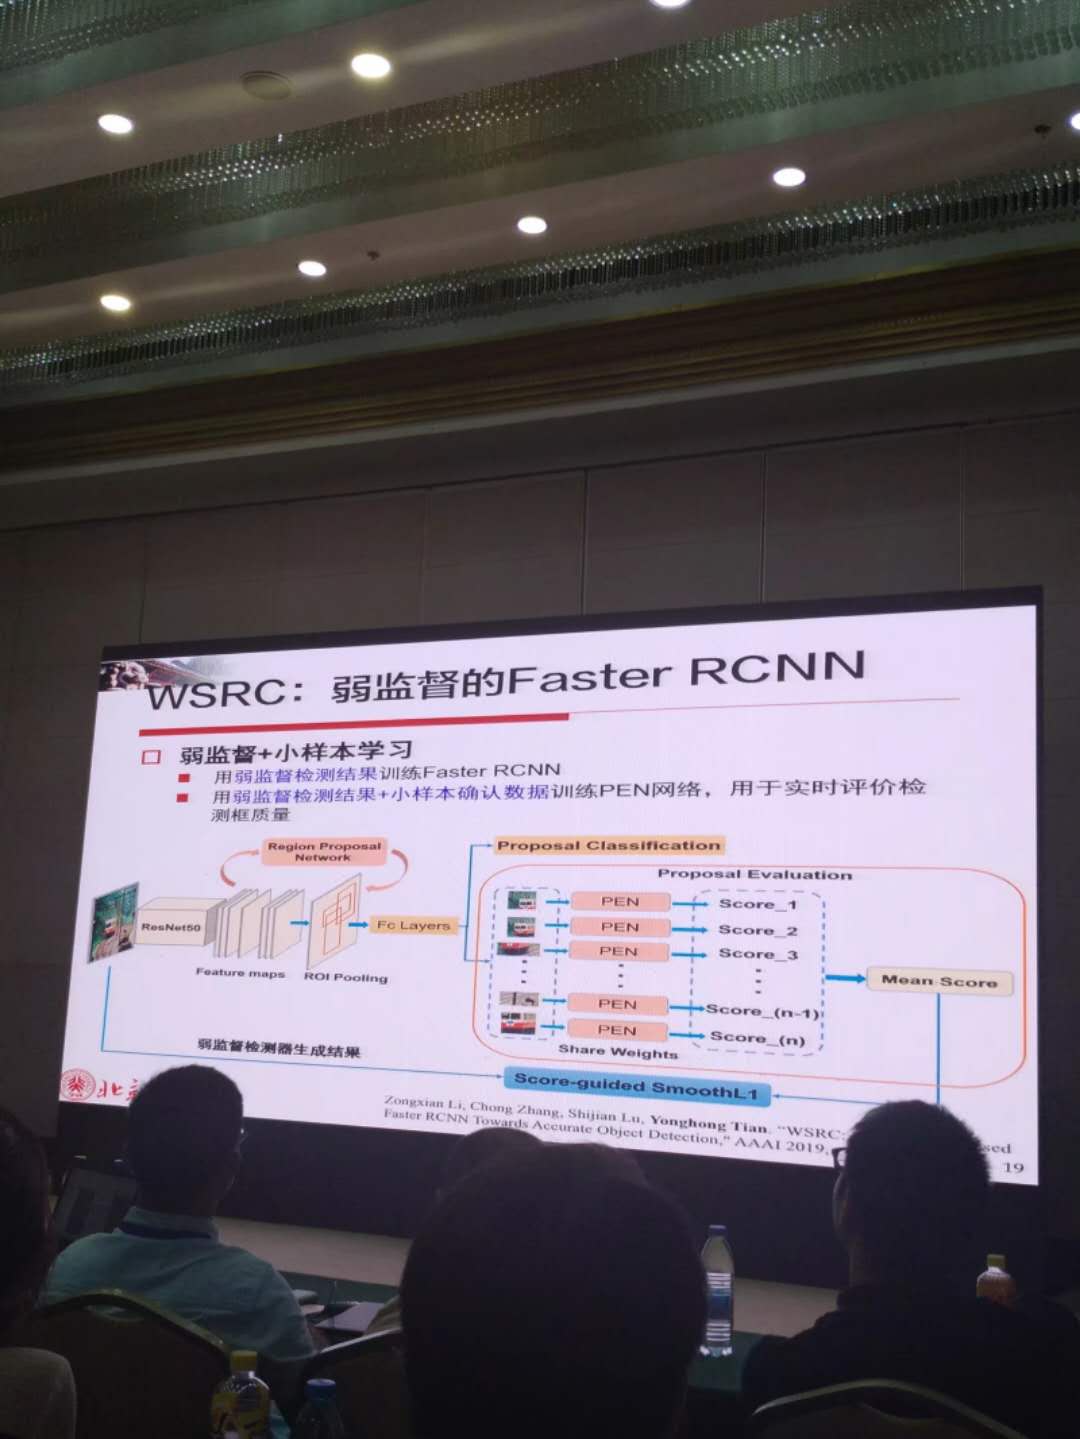 WSRC：弱监督的Faster RCNN
弱监督+小样本学习
用弱监督检测结果训练Faster RCNN
用弱监督检测结果+小样本确认数据训练PEN网络，用于实时评价检
测框质量
Region Proposal
Network
ResNet50
Feature maps
ROI Pooling
Fc Layers
Proposal Classification
Proposal Evaluation
PEN
Score_1
PEN
Score_2
PEN
Score_3
PEN
Score_(n-1)
PEN
Score_(n)
Share Weights
Mean Score
弱监督检测器生成结果
Score-guided SmoothL1
北
Zongxian Li, Chong Zhang, Shijian Lu, Yonghong Tian. “WSRC:
Faster RCNN Towards Accurate Object Detection,“ AAAI 2019,
19